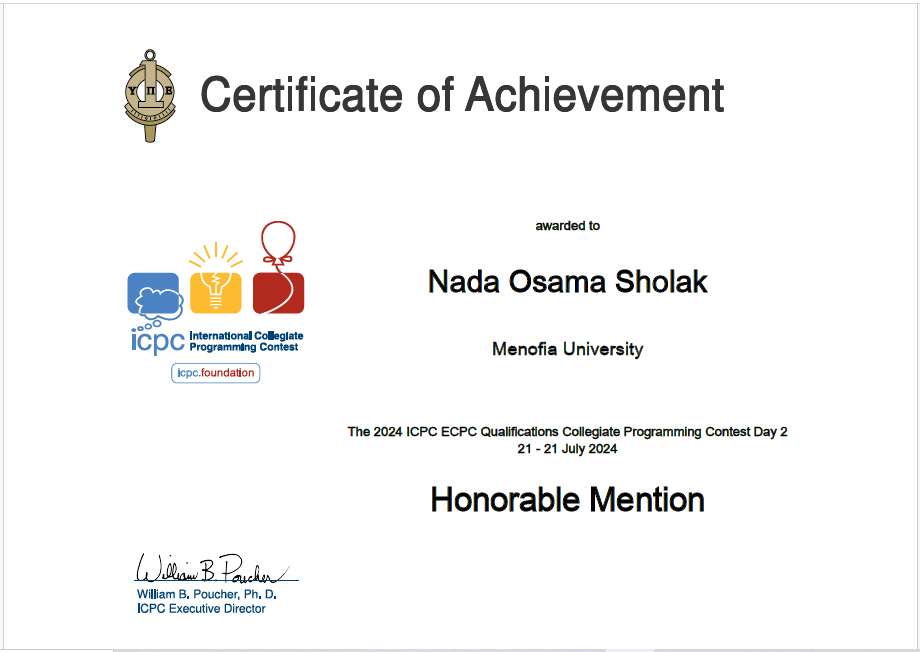 Υ Π Ε
Certificate of Achievement
awarded to
Nada Osama Sholak
Menofia University
icpc International Collegiate
Programming Contest
icpc.foundation
The 2024 ICPC ECPC Qualifications Collegiate Programming Contest Day 2
21 - 21 July 2024
Honorable Mention
William B. Poucher
William B. Poucher, Ph. D.
ICPC Executive Director